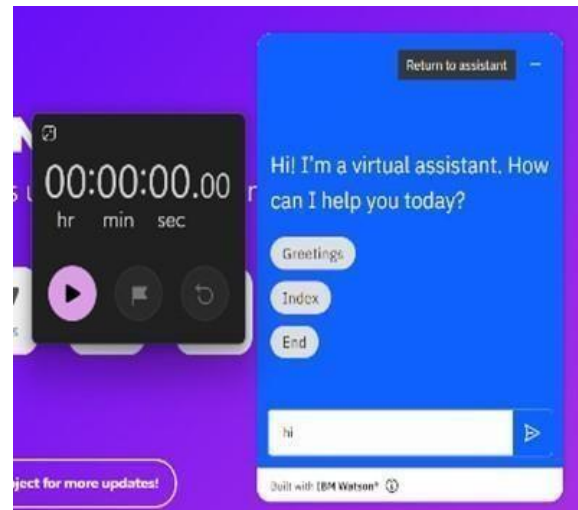 N
00:00:00.00
hr min sec
ject for more updates!
Return to assistant
Hi! I'm a virtual assistant. How
can I help you today?
Greetings
Index
End
hi
Built with IBM Watson®